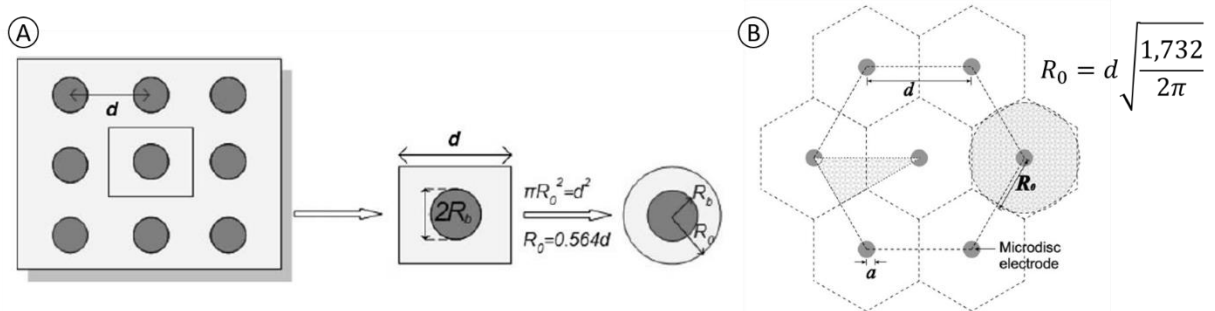 A
d
d
2R_b
πR_0^2=d^2
R_0=0.564d
R_b
R_0
B
d
R_0
Microdisc
electrode
a
R_0 = d√(1,732/2π)